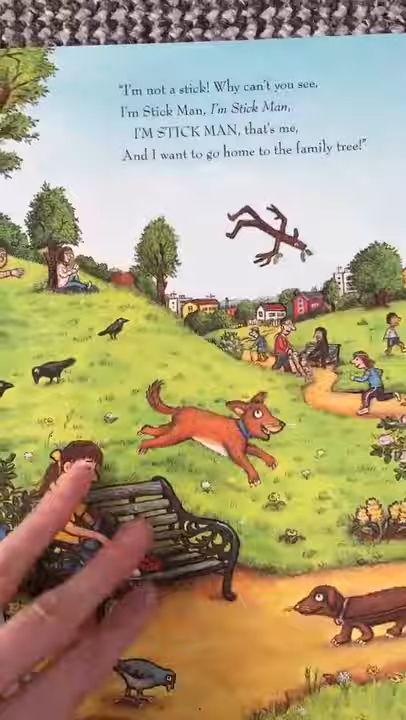 "I'm not a stick! Why can't you see,
I'm Stick Man, I'm Stick Man,
I'M STICK MAN, that's me,
And I want to go home to the family tree!"